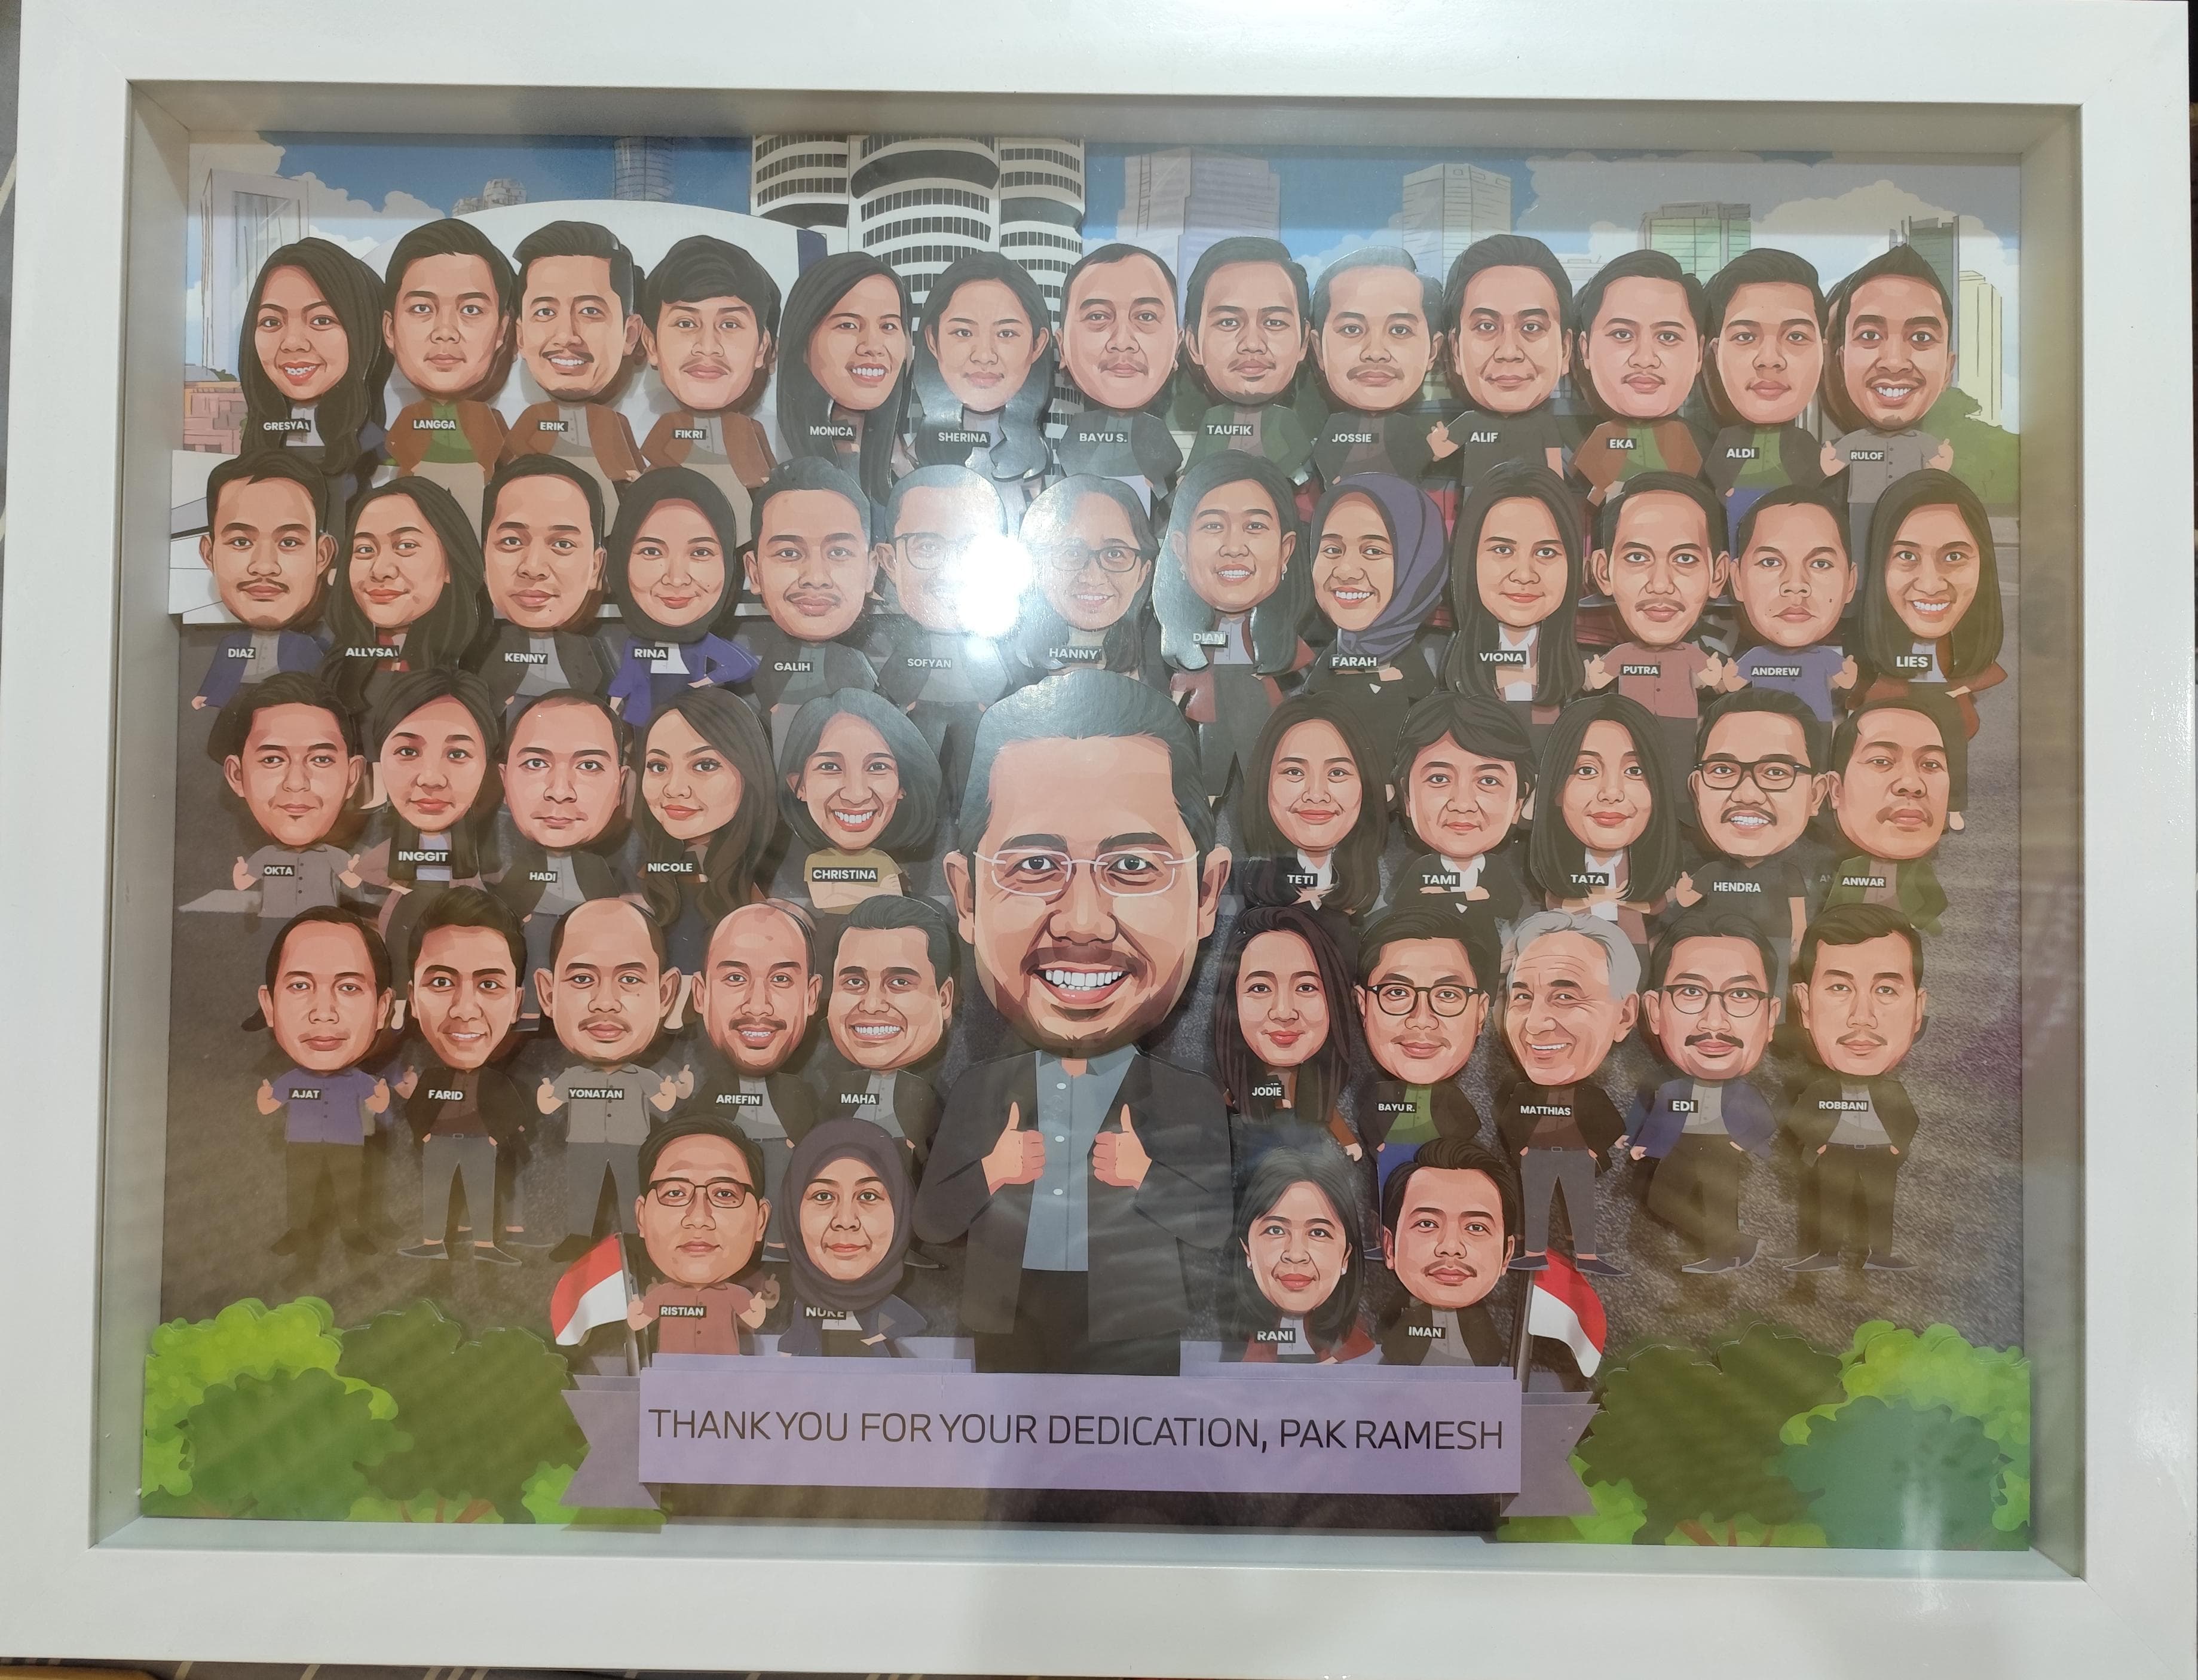 GRESYA
LANGGA
ERIK
FIKRI
MONICA
SHERINA
BAYU S.
TAUFIK
JOSSIE
ALIF
EKA
ALDI
RULOF
DIAZ
ALLYSA
KENNY
RINA
GALIH
SOFYAN
HANNY
DIAN
FARAH
VIONA
PUTRA
ANDREW
LIES
OKTA
INGGIT
HADI
NICOLE
CHRISTINA
TETI
TAMI
TATA
HENDRA
ANWAR
AJAT
FARID
YONATAN
ARIEFIN
MAHA
JODIE
BAYU R.
MATTHIAS
EDI
ROBBANI
RISTIAN
NUKE
RANI
IMAN
THANK YOU FOR YOUR DEDICATION, PAK RAMESH